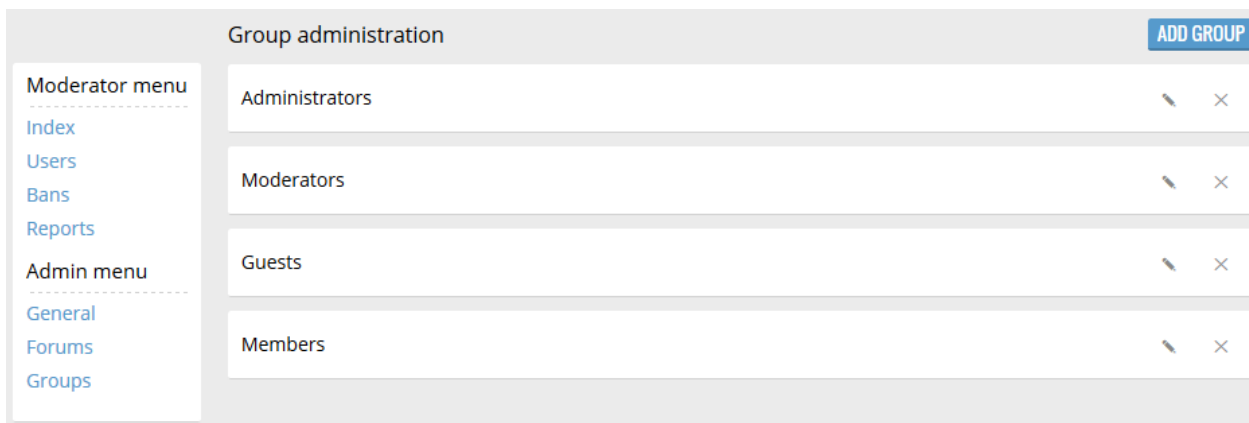 Group administration
ADD GROUP
Moderator menu
Index
Users
Bans
Reports
Admin menu
General
Forums
Groups
Administrators
Moderators
Guests
Members